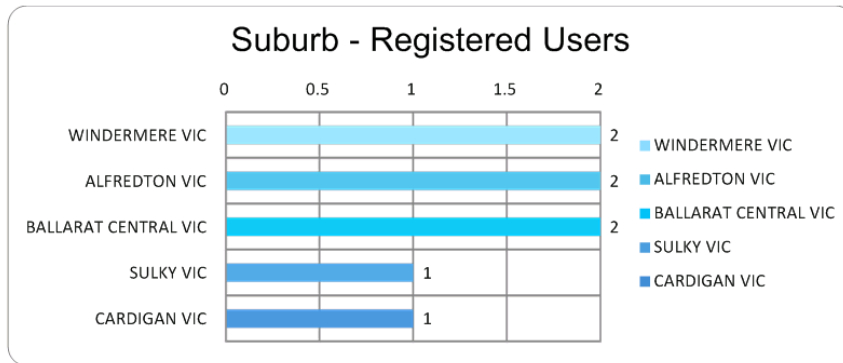 Suburb - Registered Users
0 0.5 1 1.5 2
WINDERMERE VIC 2
ALFREDTON VIC 2
BALLARAT CENTRAL VIC 2
SULKY VIC 1
CARDIGAN VIC 1
WINDERMERE VIC
ALFREDTON VIC
BALLARAT CENTRAL VIC
SULKY VIC
CARDIGAN VIC